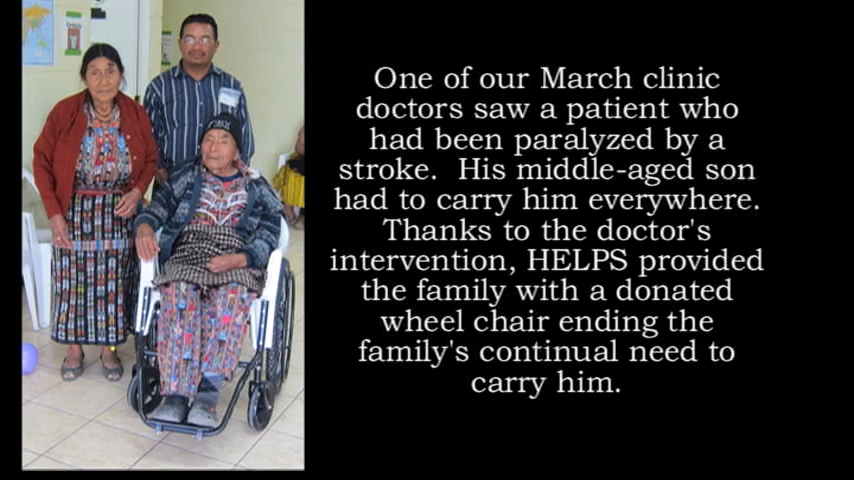 One of our March clinic
doctors saw a patient who
had been paralyzed by a
stroke.  His middle-aged son
had to carry him everywhere.
Thanks to the doctor's
intervention, HELPS provided
the family with a donated
wheel chair ending the
family's continual need to
carry him.